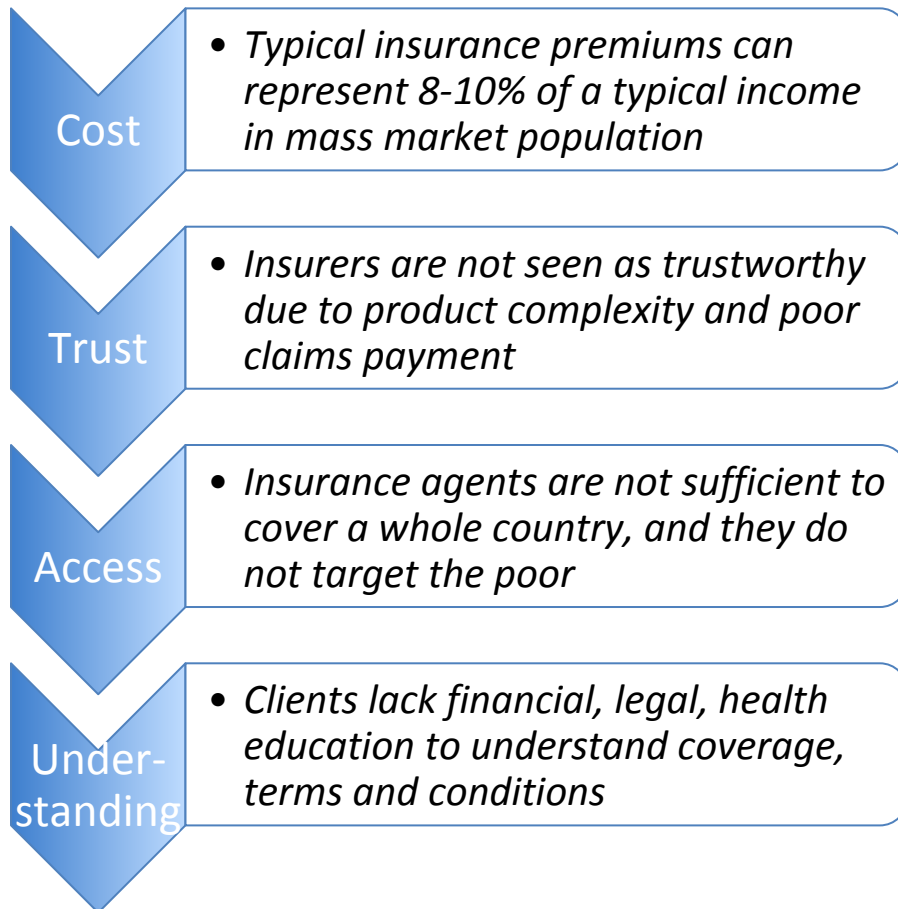 Cost
• Typical insurance premiums can
represent 8-10% of a typical income
in mass market population
Trust
• Insurers are not seen as trustworthy
due to product complexity and poor
claims payment
Access
• Insurance agents are not sufficient to
cover a whole country, and they do
not target the poor
Under-
standing
• Clients lack financial, legal, health
education to understand coverage,
terms and conditions